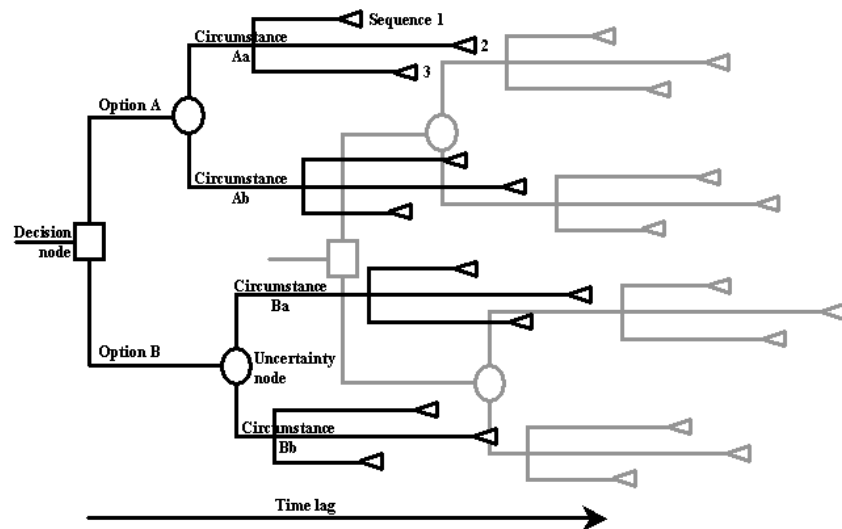 Sequence 1
Circumstance
Aa
2
3
Option A
Circumstance
Ab
Decision
node
Circumstance
Ba
Option B
Uncertainty
node
Circumstance
Bb
Time lag